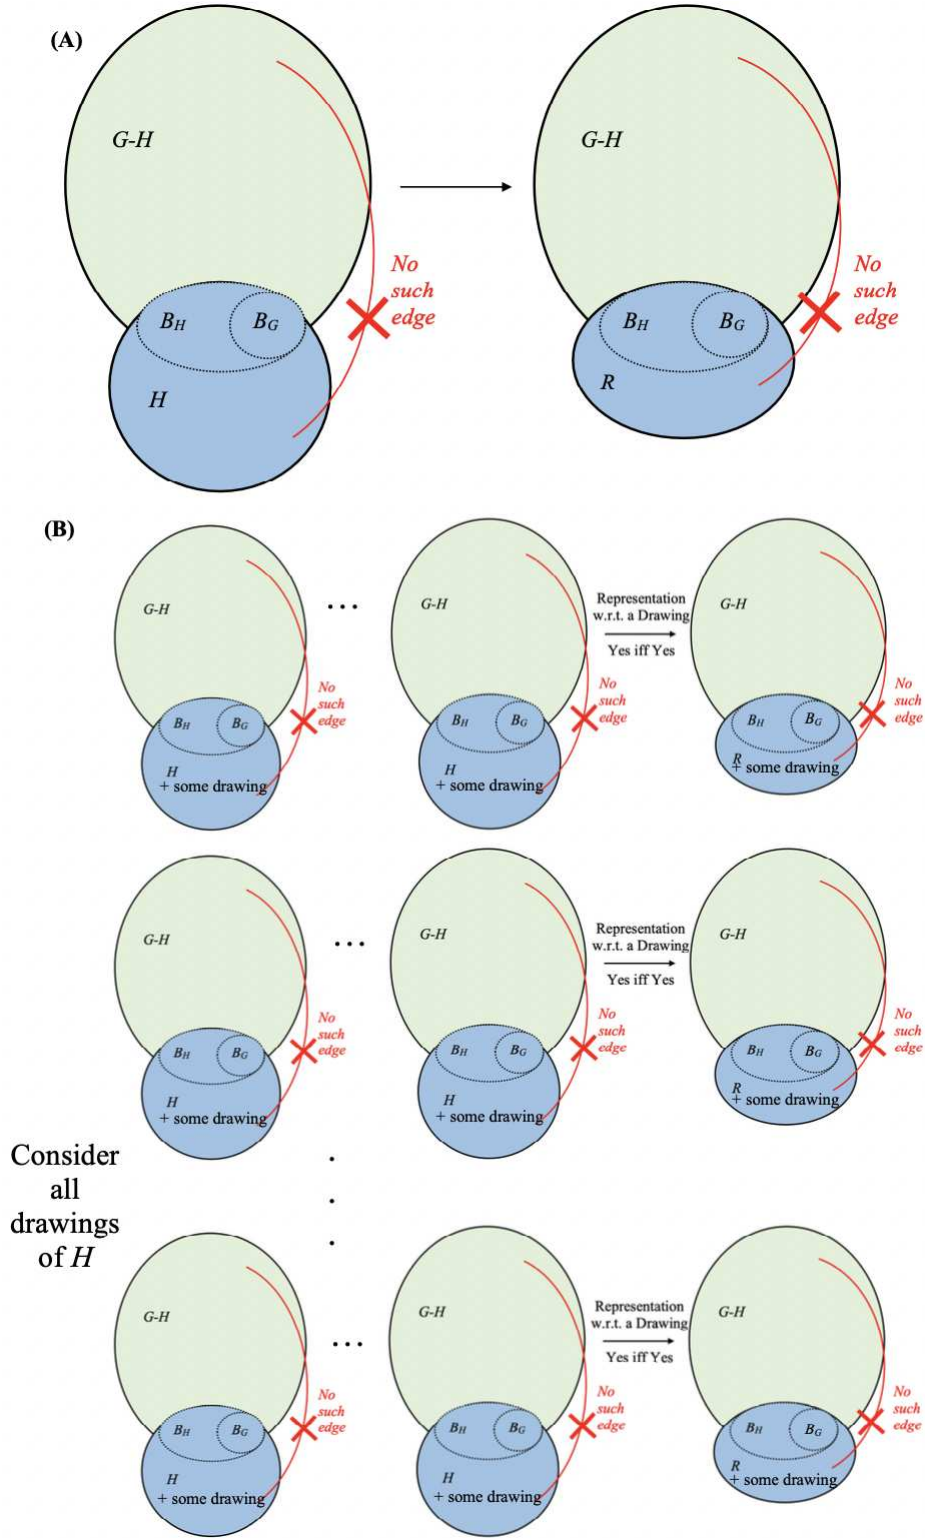 (A)
G-H
No
such
edge
B_H
B_G
H
G-H
No
such
edge
B_H
B_G
R
(B)
G-H
No
such
edge
B_H
B_G
H
+ some drawing
...
G-H
No
such
edge
B_H
B_G
H
+ some drawing
Representation
w.r.t. a Drawing
Yes iff Yes
G-H
No
such
edge
B_H
B_G
R
+ some drawing
G-H
No
such
edge
B_H
B_G
H
+ some drawing
...
G-H
No
such
edge
B_H
B_G
H
+ some drawing
Representation
w.r.t. a Drawing
Yes iff Yes
G-H
No
such
edge
B_H
B_G
R
+ some drawing
Consider
all
drawings
of H
.
.
.
G-H
No
such
edge
B_H
B_G
H
+ some drawing
...
G-H
No
such
edge
B_H
B_G
H
+ some drawing
Representation
w.r.t. a Drawing
Yes iff Yes
G-H
No
such
edge
B_H
B_G
R
+ some drawing